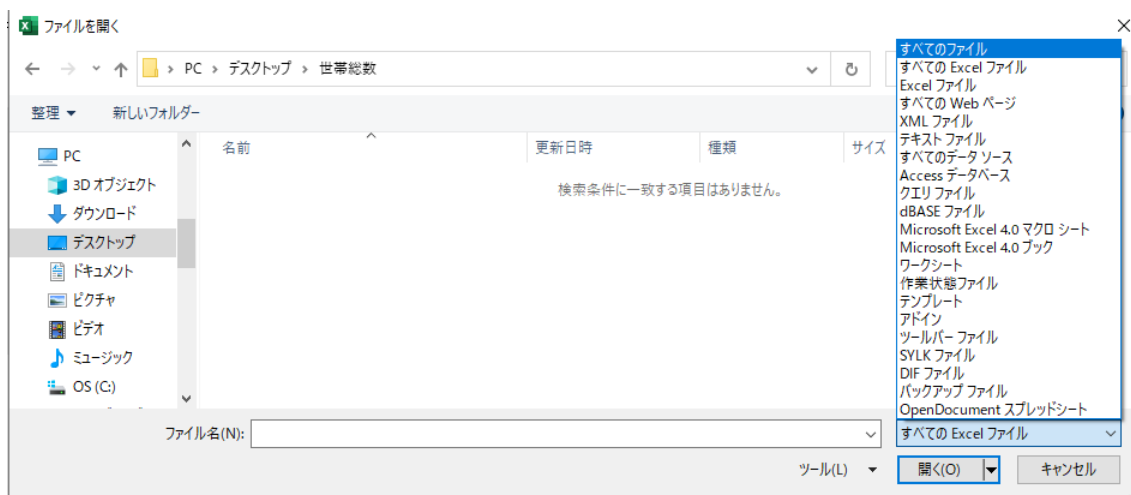 ファイルを開く
PC › デスクトップ › 世帯総数
整理 新しいフォルダー
名前 更新日時 種類 サイズ
検索条件に一致する項目はありません。
PC
3D オブジェクト
ダウンロード
デスクトップ
ドキュメント
ピクチャ
ビデオ
ミュージック
OS (C:)
すべてのファイル
すべての Excel ファイル
Excel ファイル
すべての Web ページ
XML ファイル
テキスト ファイル
すべてのデータ ソース
Access データベース
クエリ ファイル
dBASE ファイル
Microsoft Excel 4.0 マクロ シート
Microsoft Excel 4.0 ブック
ワークシート
作業状態ファイル
テンプレート
アドイン
ツールバー ファイル
SYLK ファイル
DIF ファイル
バックアップ ファイル
OpenDocument スプレッドシート
ファイル名(N):
すべての Excel ファイル
ツール(L) 開く(O) キャンセル